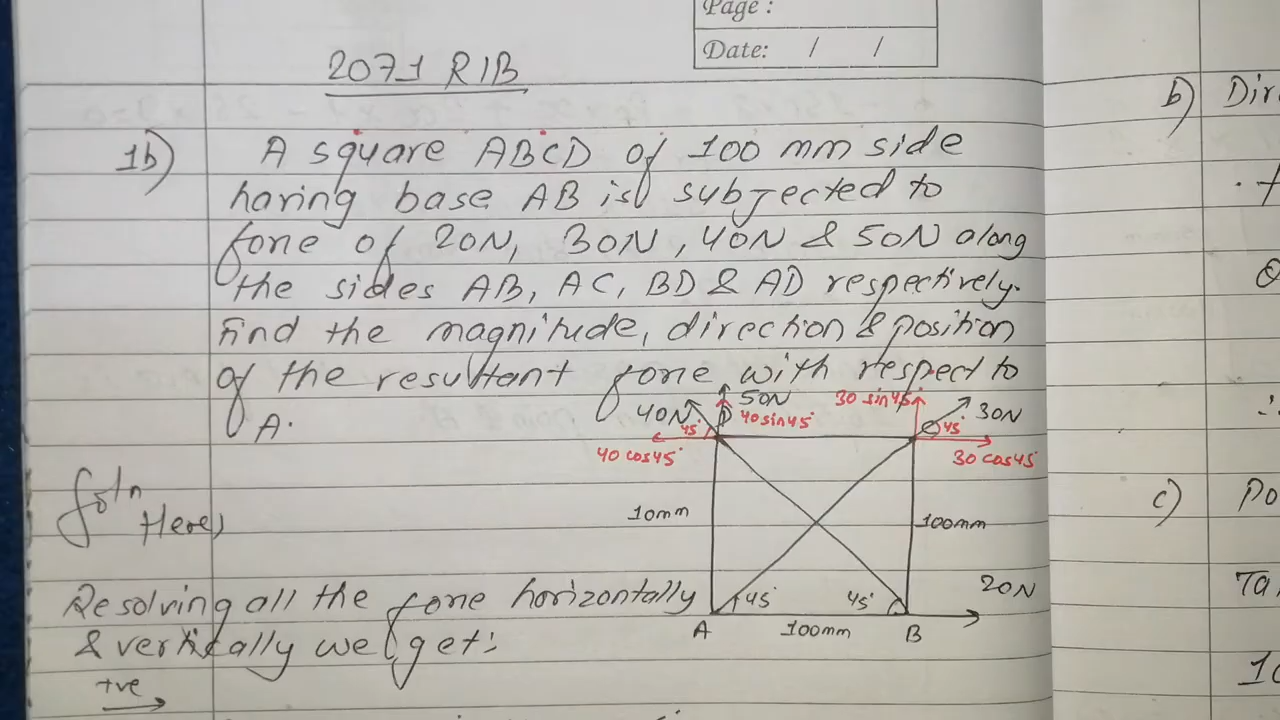 Page :
Date: / /
2071 RIB
1b) A square ABCD of 100 mm side
having base AB is subjected to
force of 20N, 30N, 40N & 50N along
the sides AB, AC, BD & AD respectively.
Find the magnitude, direction & position
of the resultant force with respect to
A.
50N
30 sin45°
40N
D
40sin45°
30N
45°
C
45°
40 cos45°
30 cos45°
Soln
Here,
10mm
100mm
20N
Resolving all the force horizontally
45°
45°
A
100mm
B
& vertically we get:
+ve
b) Dir
c) Po
Ta
10